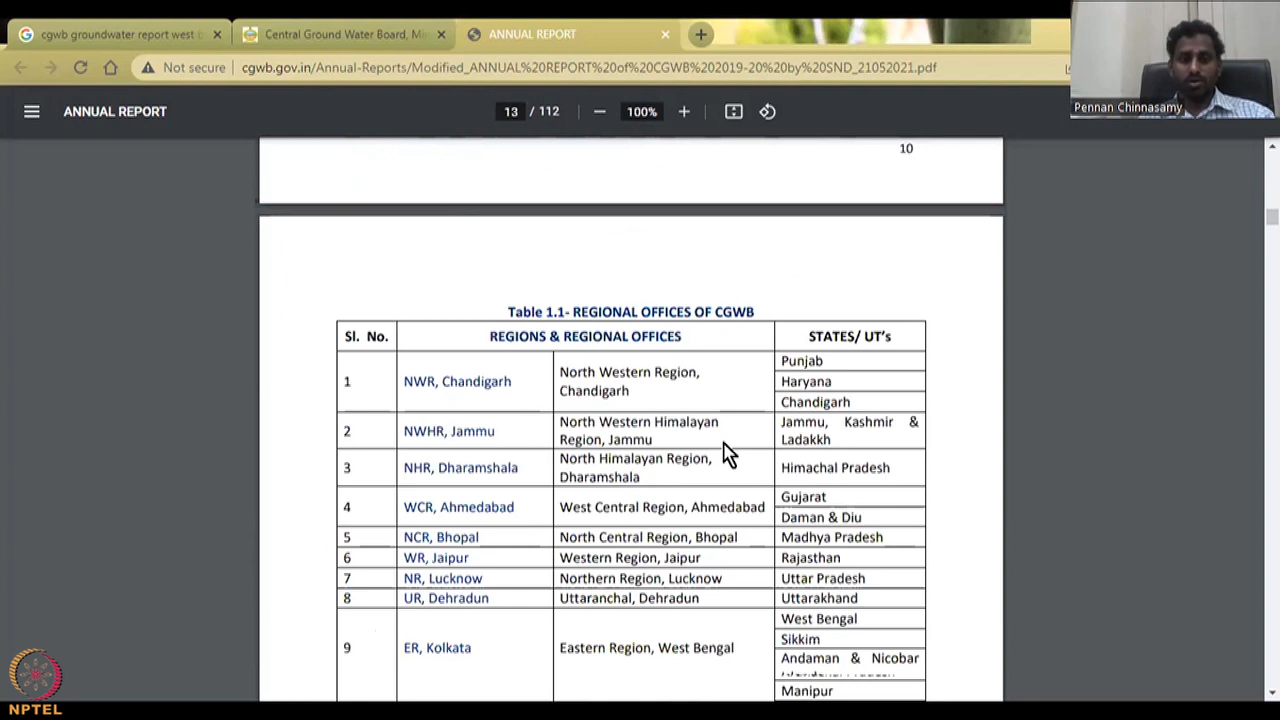 cgwb groundwater report west b
Central Ground Water Board, Mi
ANNUAL REPORT
Not secure
cgwb.gov.in/Annual-Reports/Modified_ANNUAL%20REPORT%20of%20CGWB%202019-20%20by%20SND_21052021.pdf
Pennan Chinnasamy
ANNUAL REPORT
13 / 112
100%
10
Table 1.1- REGIONAL OFFICES OF CGWB
Sl. No. REGIONS & REGIONAL OFFICES STATES/ UT's
1 NWR, Chandigarh North Western Region, Chandigarh Punjab
Haryana
Chandigarh
2 NWHR, Jammu North Western Himalayan Region, Jammu Jammu, Kashmir & Ladakkh
3 NHR, Dharamshala North Himalayan Region, Dharamshala Himachal Pradesh
4 WCR, Ahmedabad West Central Region, Ahmedabad Gujarat
Daman & Diu
5 NCR, Bhopal North Central Region, Bhopal Madhya Pradesh
6 WR, Jaipur Western Region, Jaipur Rajasthan
7 NR, Lucknow Northern Region, Lucknow Uttar Pradesh
8 UR, Dehradun Uttaranchal, Dehradun Uttarakhand
9 ER, Kolkata Eastern Region, West Bengal West Bengal
Sikkim
Andaman & Nicobar
Manipur
NPTEL